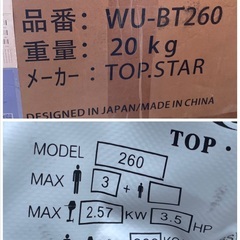 品番： WU-BT260
重量： 20 kg
メーカー： TOP.STAR
DESIGNED IN JAPAN/MADE IN CHINA
TOP ·
MODEL 260
MAX 3 +
MAX 2.57 KW 3.5 HP